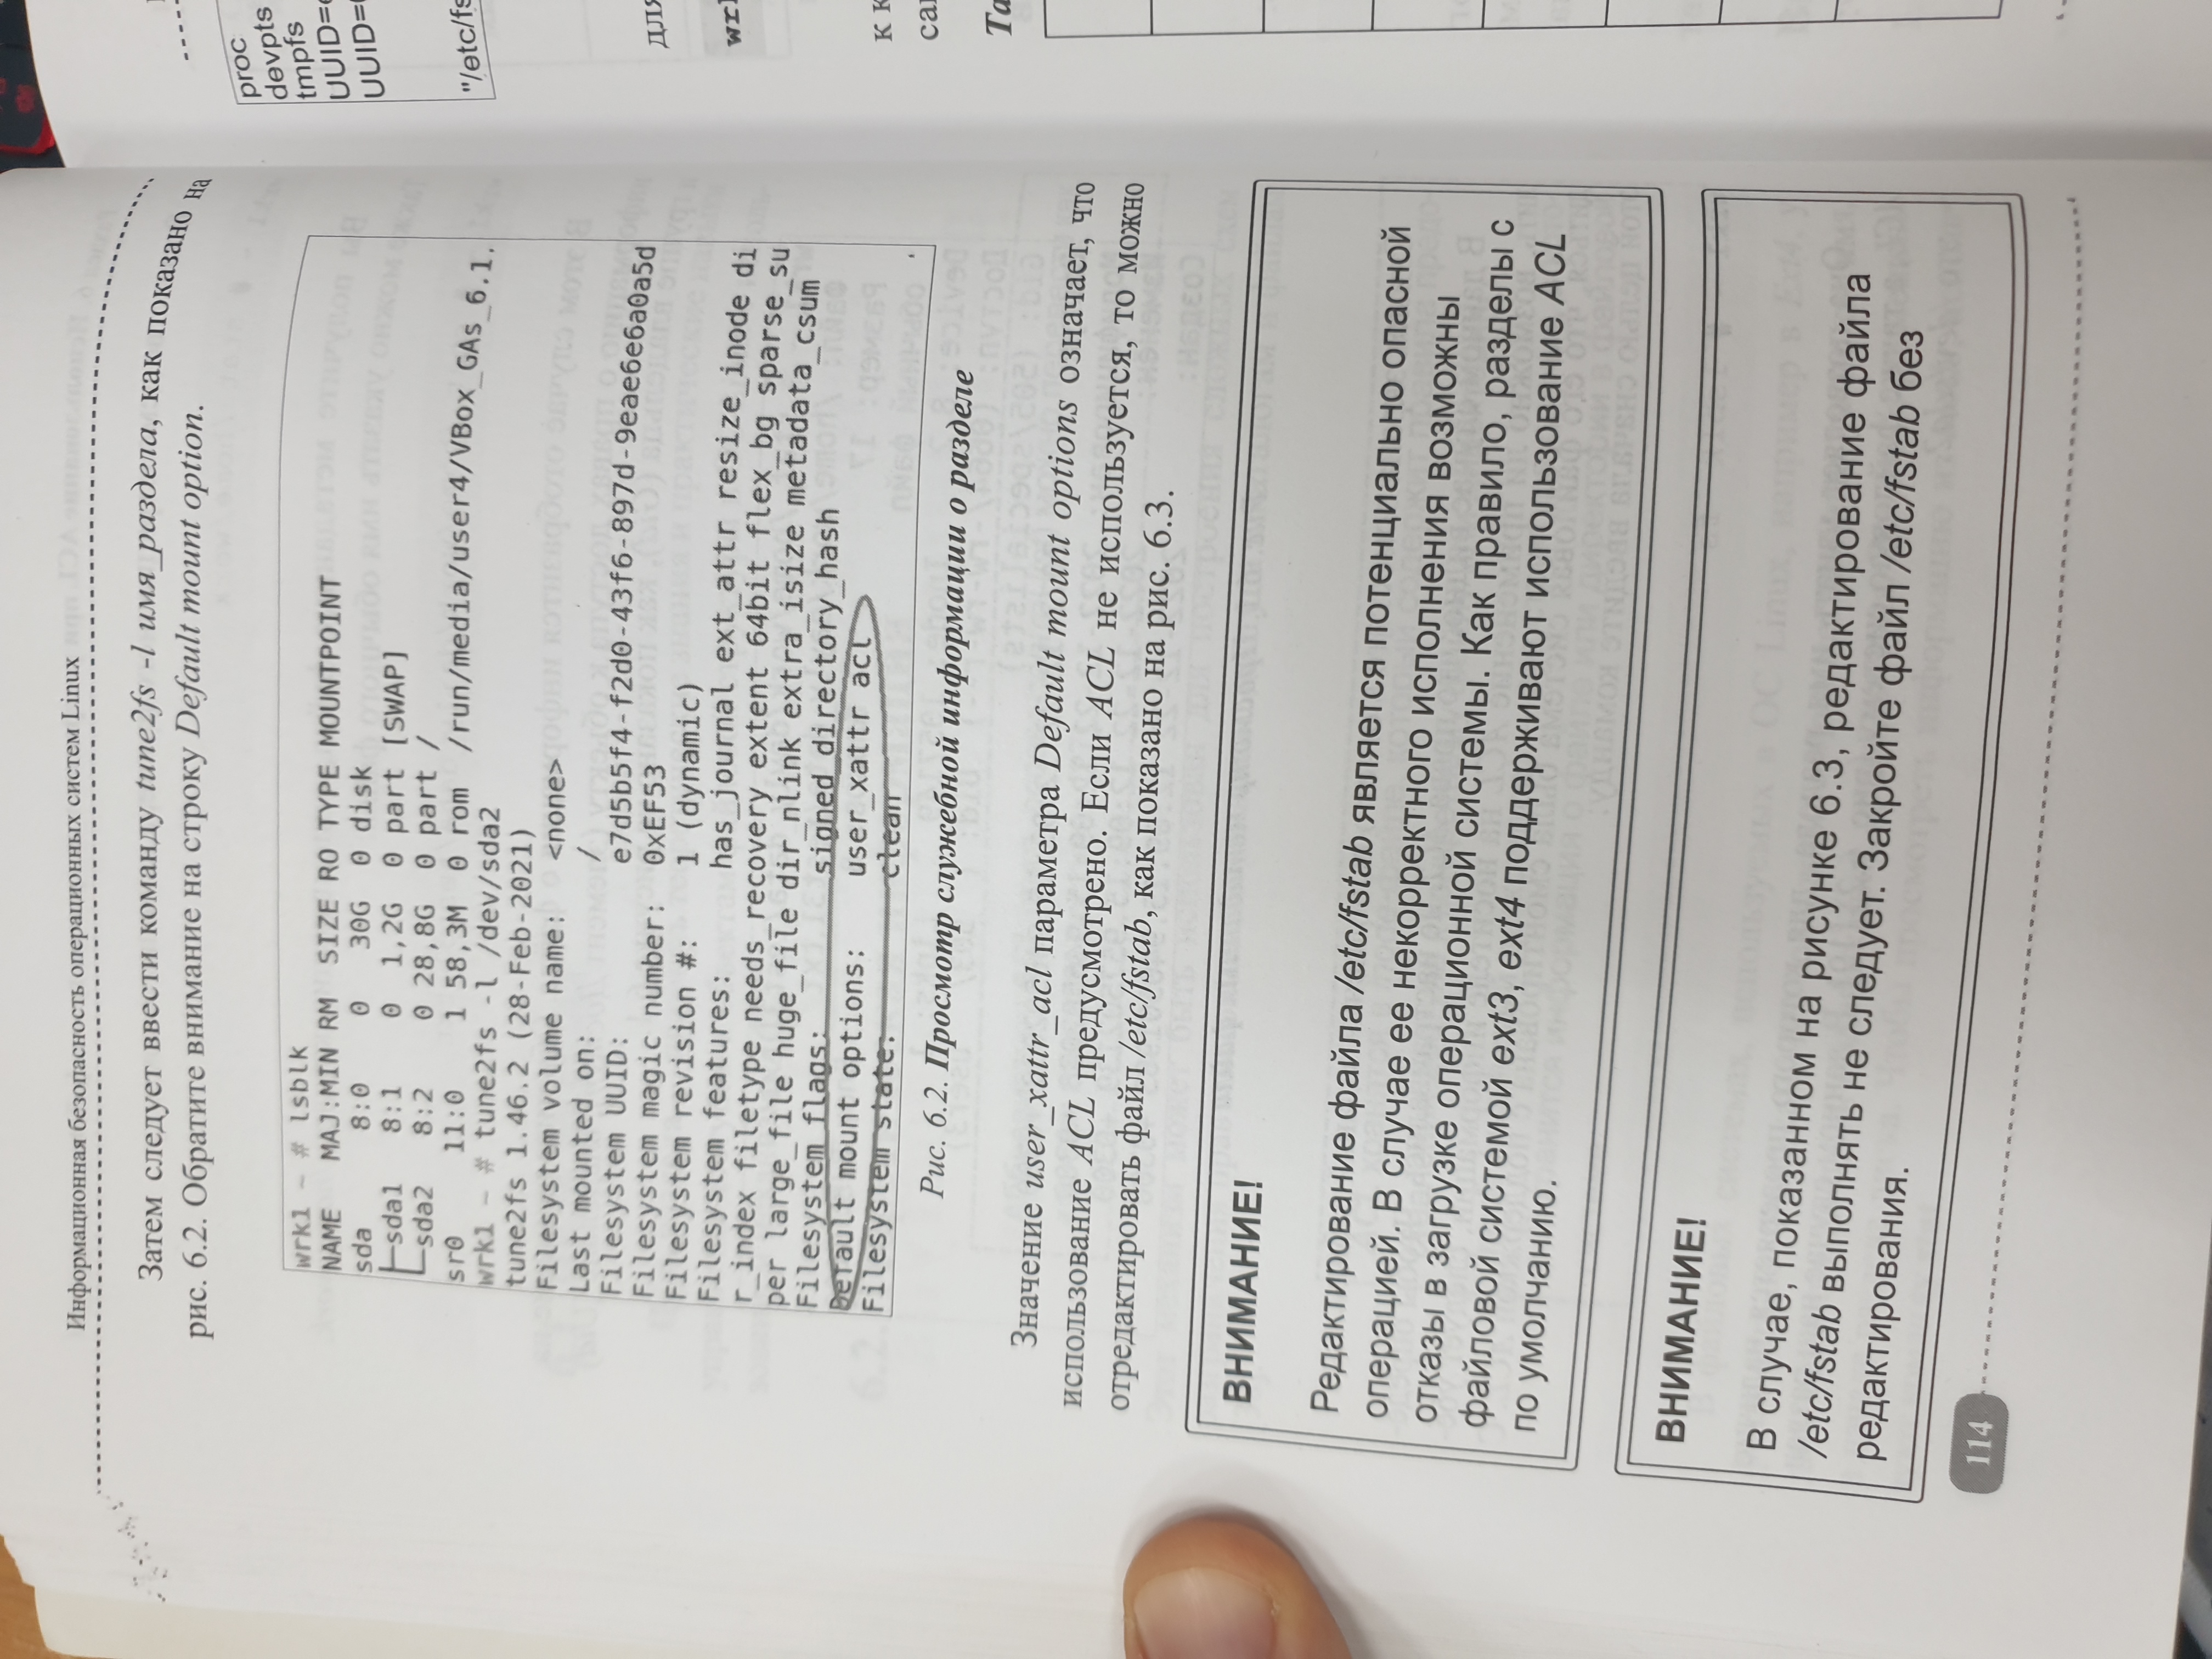 Информационная безопасность операционных систем Linux
Затем следует ввести команду tune2fs -l имя_раздела, как показано на
рис. 6.2. Обратите внимание на строку Default mount option.
wrk1 ~ # lsblk
NAME MAJ:MIN RM SIZE RO TYPE MOUNTPOINT
sda 8:0 0 30G 0 disk
├─sda1 8:1 0 1,2G 0 part [SWAP]
└─sda2 8:2 0 28,8G 0 part /
sr0 11:0 1 58,3M 0 rom /run/media/user4/VBox_GAs_6.1.
wrk1 ~ # tune2fs -l /dev/sda2
tune2fs 1.46.2 (28-Feb-2021)
Filesystem volume name: <none>
Last mounted on: /
Filesystem UUID: e7d5b5f4-f2d0-43f6-897d-9eae6e6a0a5d
Filesystem magic number: 0xEF53
Filesystem revision #: 1 (dynamic)
Filesystem features: has_journal ext_attr resize_inode di
r_index filetype needs_recovery extent 64bit flex_bg sparse_su
per large_file huge_file dir_nlink extra_isize metadata_csum
Filesystem flags: signed_directory_hash
Default mount options: user_xattr acl
Filesystem state: clean
Рис. 6.2. Просмотр служебной информации о разделе
Значение user_xattr_acl параметра Default mount options означает, что
использование ACL предусмотрено. Если ACL не используется, то можно
отредактировать файл /etc/fstab, как показано на рис. 6.3.
ВНИМАНИЕ!
Редактирование файла /etc/fstab является потенциально опасной
операцией. В случае ее некорректного исполнения возможны
отказы в загрузке операционной системы. Как правило, разделы с
файловой системой ext3, ext4 поддерживают использование ACL
по умолчанию.
ВНИМАНИЕ!
В случае, показанном на рисунке 6.3, редактирование файла
/etc/fstab выполнять не следует. Закройте файл /etc/fstab без
редактирования.
114
proc
devpts
tmpfs
UUID=
UUID=
"/etc/fs
для
wr
к к
са
Та